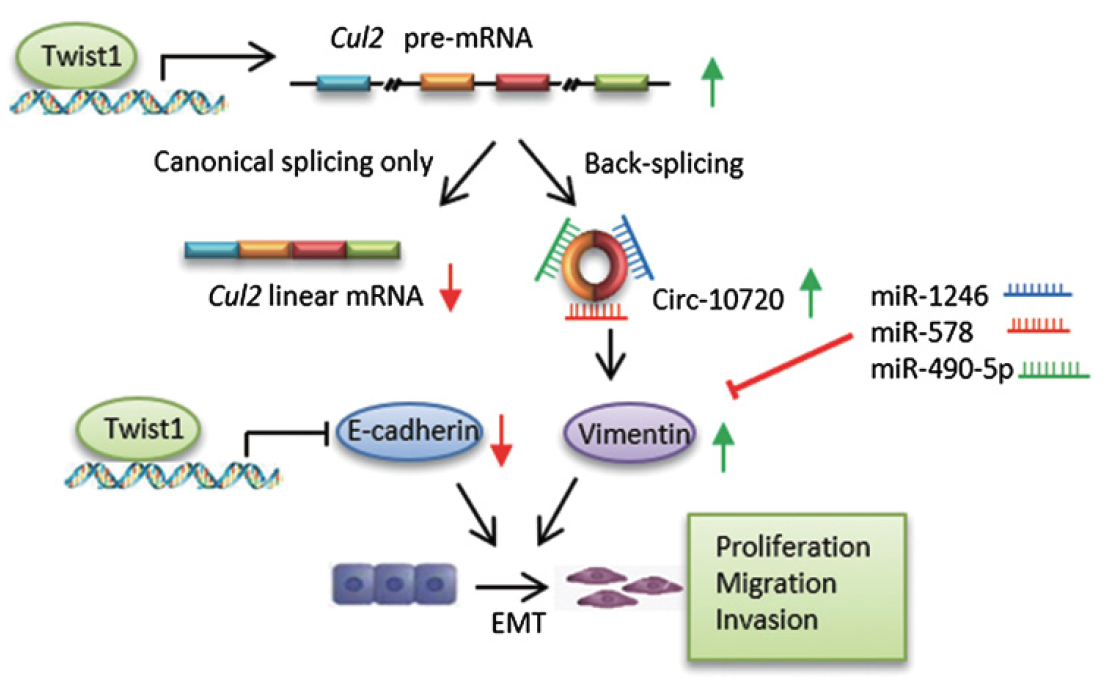 Twist1
Cul2 pre-mRNA
Canonical splicing only
Back-splicing
Cul2 linear mRNA
Circ-10720
miR-1246
miR-578
miR-490-5p
Twist1
E-cadherin
Vimentin
EMT
Proliferation
Migration
Invasion